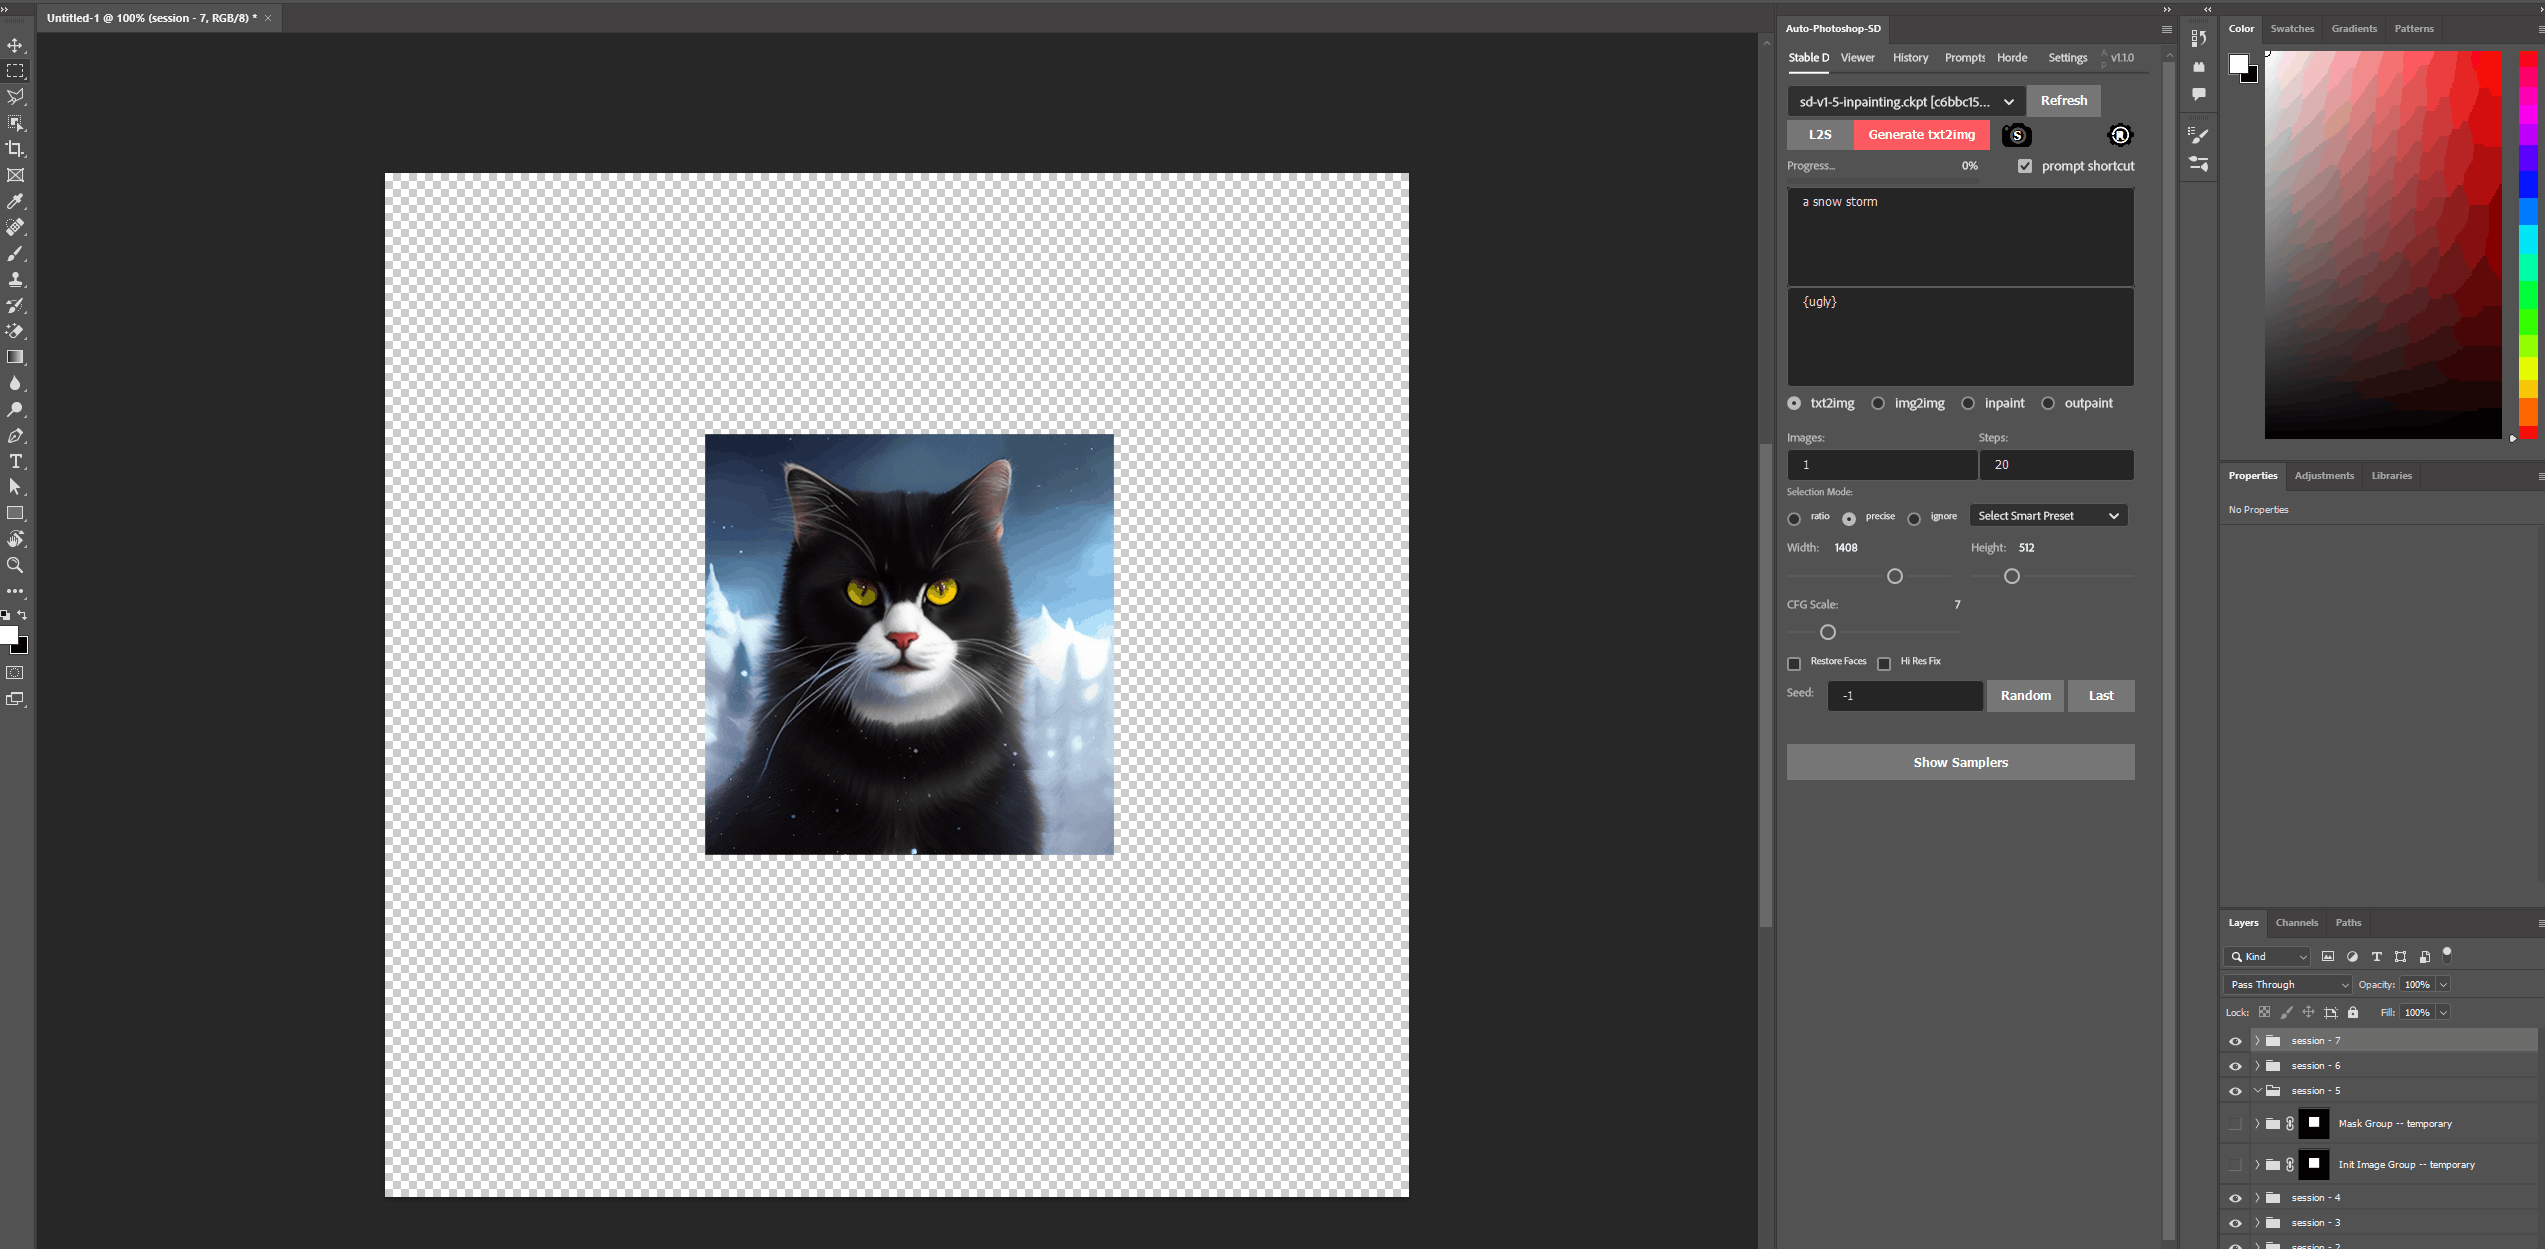 Untitled-1 @ 100% (session - 7, RGB/8) *
Auto-Photoshop-SD
Stable D Viewer History Prompts Horde Settings v1.1.0
sd-v1-5-inpainting.ckpt [c6bbc15... Refresh
L2S Generate txt2img
Progress... 0% prompt shortcut
a snow storm
{ugly}
txt2img img2img inpaint outpaint
Images: Steps:
1 20
Selection Mode:
ratio precise ignore Select Smart Preset
Width: 1408 Height: 512
CFG Scale: 7
Restore Faces Hi Res Fix
Seed: -1 Random Last
Show Samplers
Color Swatches Gradients Patterns
Properties Adjustments Libraries
No Properties
Layers Channels Paths
Kind
Pass Through Opacity: 100%
Lock: Fill: 100%
session - 7
session - 6
session - 5
Mask Group -- temporary
Init Image Group -- temporary
session - 4
session - 3
session - 2